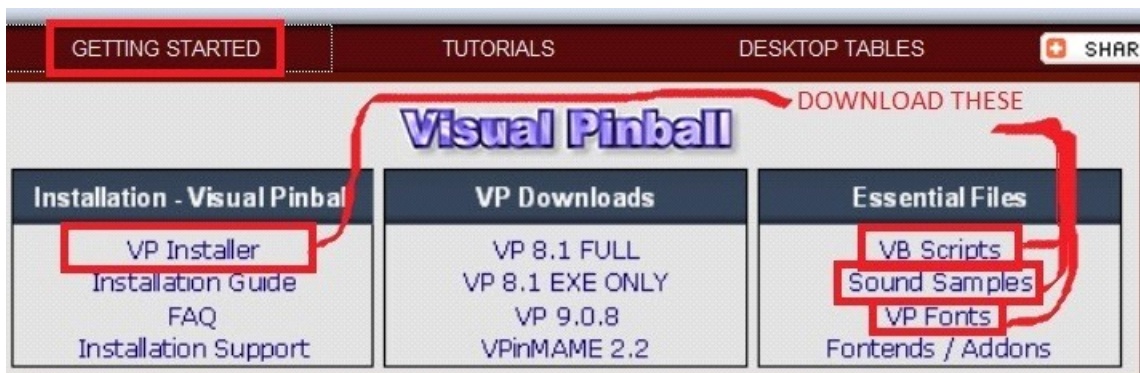 GETTING STARTED TUTORIALS DESKTOP TABLES SHAR
DOWNLOAD THESE
Visual Pinball
Installation - Visual Pinbal VP Downloads Essential Files
VP Installer VP 8.1 FULL VB Scripts
Installation Guide VP 8.1 EXE ONLY Sound Samples
FAQ VP 9.0.8 VP Fonts
Installation Support VPinMAME 2.2 Fontends / Addons